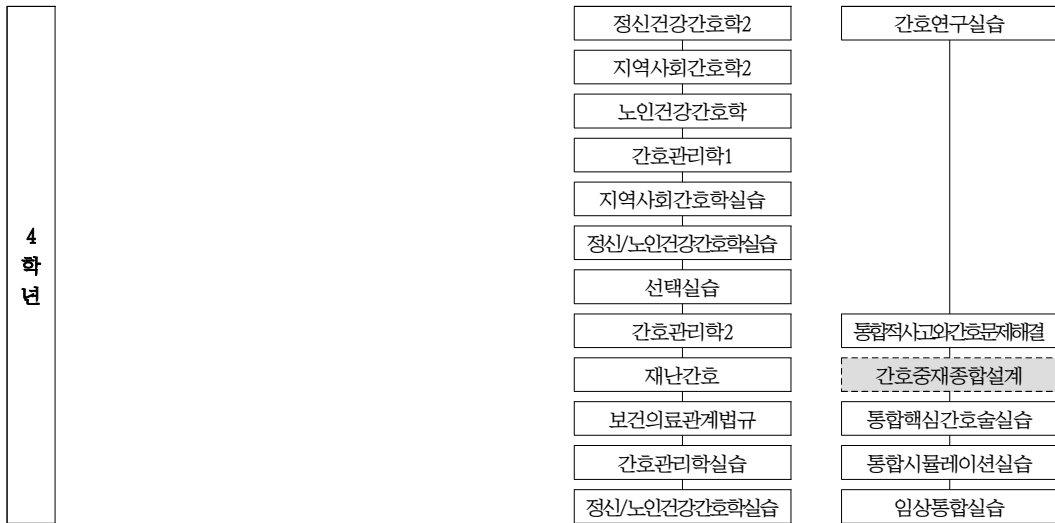 4
학
년
정신건강간호학2
간호연구실습
지역사회간호학2
노인건강간호학
간호관리학1
지역사회간호학실습
정신/노인건강간호학실습
선택실습
간호관리학2
통합적사고와간호문제해결
재난간호
간호중재종합설계
보건의료관계법규
통합핵심간호술실습
간호관리학실습
통합시뮬레이션실습
정신/노인건강간호학실습
임상통합실습